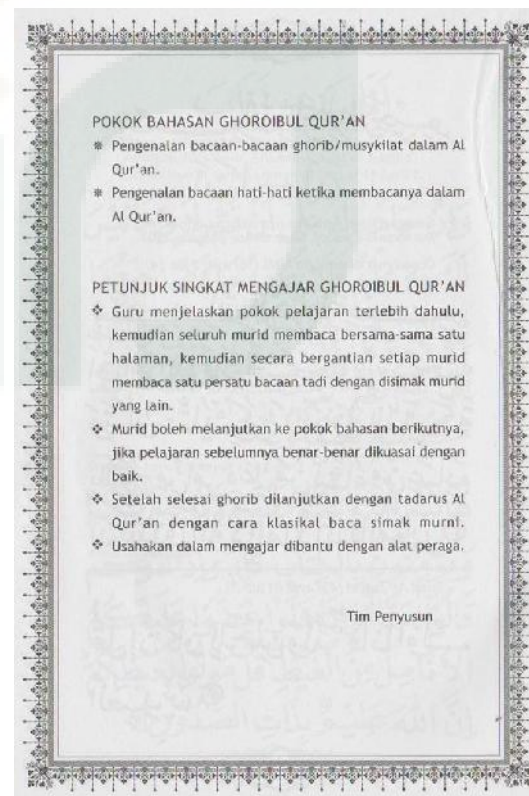 POKOK BAHASAN GHOROIBUL QUR'AN
⁕ Pengenalan bacaan-bacaan ghorib/musykilat dalam Al
Qur'an.
⁕ Pengenalan bacaan hati-hati ketika membacanya dalam
Al Qur'an.
PETUNJUK SINGKAT MENGAJAR GHOROIBUL QUR'AN
❖ Guru menjelaskan pokok pelajaran terlebih dahulu,
kemudian seluruh murid membaca bersama-sama satu
halaman, kemudian secara bergantian setiap murid
membaca satu persatu bacaan tadi dengan disimak murid
yang lain.
❖ Murid boleh melanjutkan ke pokok bahasan berikutnya,
jika pelajaran sebelumnya benar-benar dikuasai dengan
baik.
❖ Setelah selesai ghorib dilanjutkan dengan tadarus Al
Qur'an dengan cara klasikal baca simak murni.
❖ Usahakan dalam mengajar dibantu dengan alat peraga.
Tim Penyusun